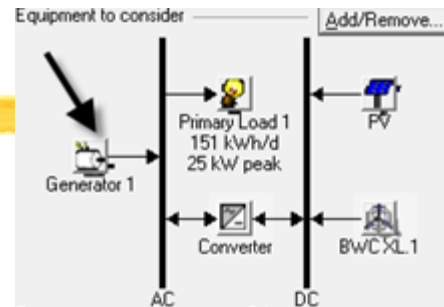 Equipment to consider
Add/Remove...
Primary Load 1
151 kWh/d
25 kW peak
PV
Generator 1
Converter
BWC XL.1
AC
DC